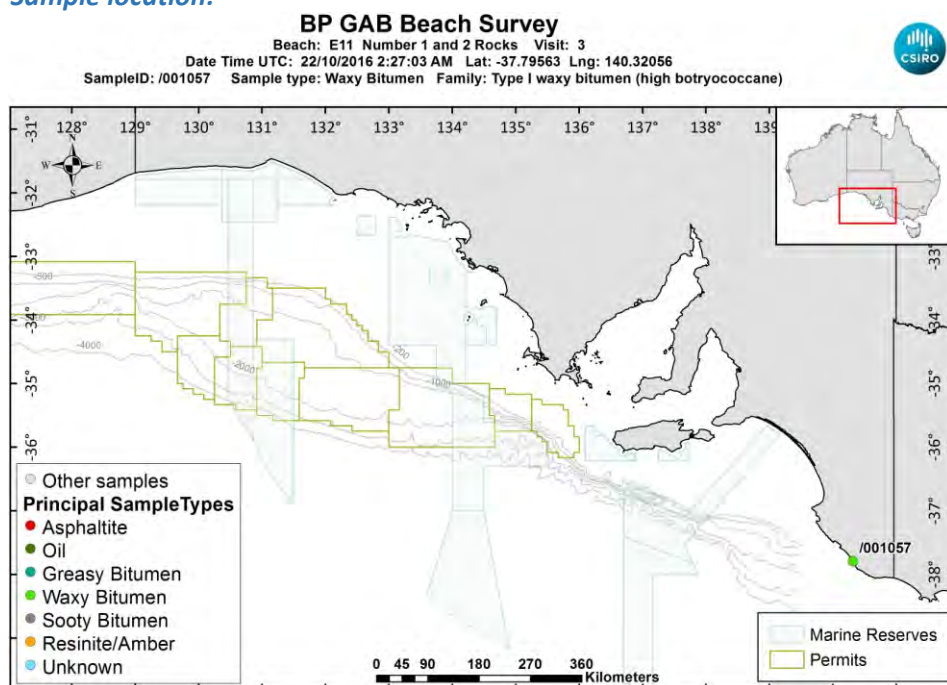 Sample location:
BP GAB Beach Survey
Beach: E11 Number 1 and 2 Rocks Visit: 3
Date Time UTC: 22/10/2016 2:27:03 AM Lat: -37.79563 Lng: 140.32056
SampleID: /001057 Sample type: Waxy Bitumen Family: Type I waxy bitumen (high botryococcane)
CSIRO
128° 129° 130° 131° 132° 133° 134° 135° 136° 137° 138° 139
-31°
-32°
-33°
-34°
-35°
-36°
-37°
-38°
N
W E
S
-31°
-32°
-33°
-34°
-35°
-36°
-37°
-38°
-200
-1000
-2000
-4000
/001057
Other samples
Principal SampleTypes
Asphaltite
Oil
Greasy Bitumen
Waxy Bitumen
Sooty Bitumen
Resinite/Amber
Unknown
0 45 90 180 270 360
Kilometers
Marine Reserves
Permits